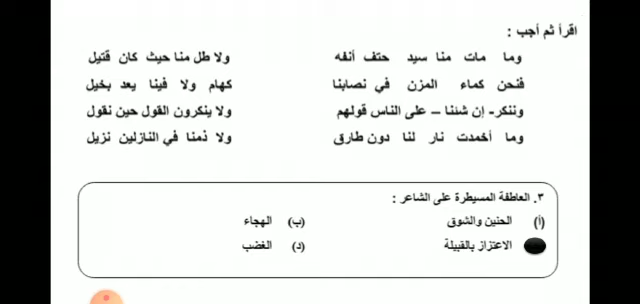 اقرأ ثم أجب :
وما مات منا سيد حتف أنفه ولا طل منا حيث كان قتيل
فنحن كماء المزن في نصابنا كهام ولا فينا يعد بخيل
وننكر- إن شئنا – على الناس قولهم ولا ينكرون القول حين نقول
وما أخمدت نار لنا دون طارق ولا ذمنا في النازلين نزيل
٣. العاطفة المسيطرة على الشاعر :
(أ) الحنين والشوق (ب) الهجاء
الاعتزاز بالقبيلة (د) الغضب